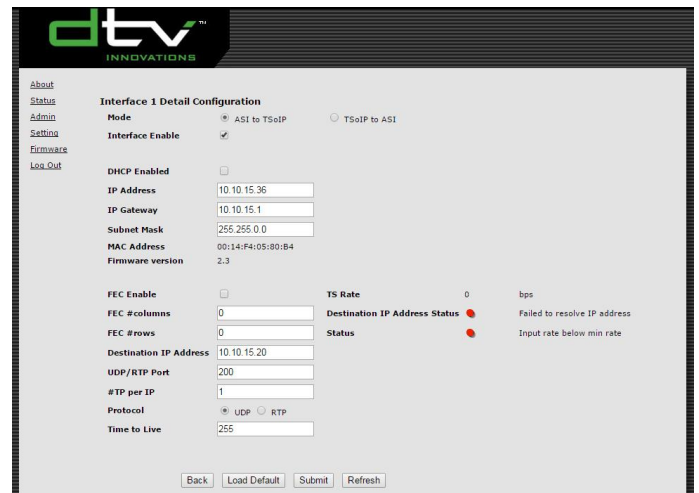 dtv™
INNOVATIONS
About
Status
Admin
Setting
Firmware
Log Out
Interface 1 Detail Configuration
Mode ASI to TSoIP TSoIP to ASI
Interface Enable
DHCP Enabled
IP Address 10.10.15.36
IP Gateway 10.10.15.1
Subnet Mask 255.255.0.0
MAC Address 00:14:F4:05:80:B4
Firmware version 2.3
FEC Enable TS Rate 0 bps
FEC #columns 0 Destination IP Address Status Failed to resolve IP address
FEC #rows 0 Status Input rate below min rate
Destination IP Address 10.10.15.20
UDP/RTP Port 200
#TP per IP 1
Protocol UDP RTP
Time to Live 255
Back Load Default Submit Refresh